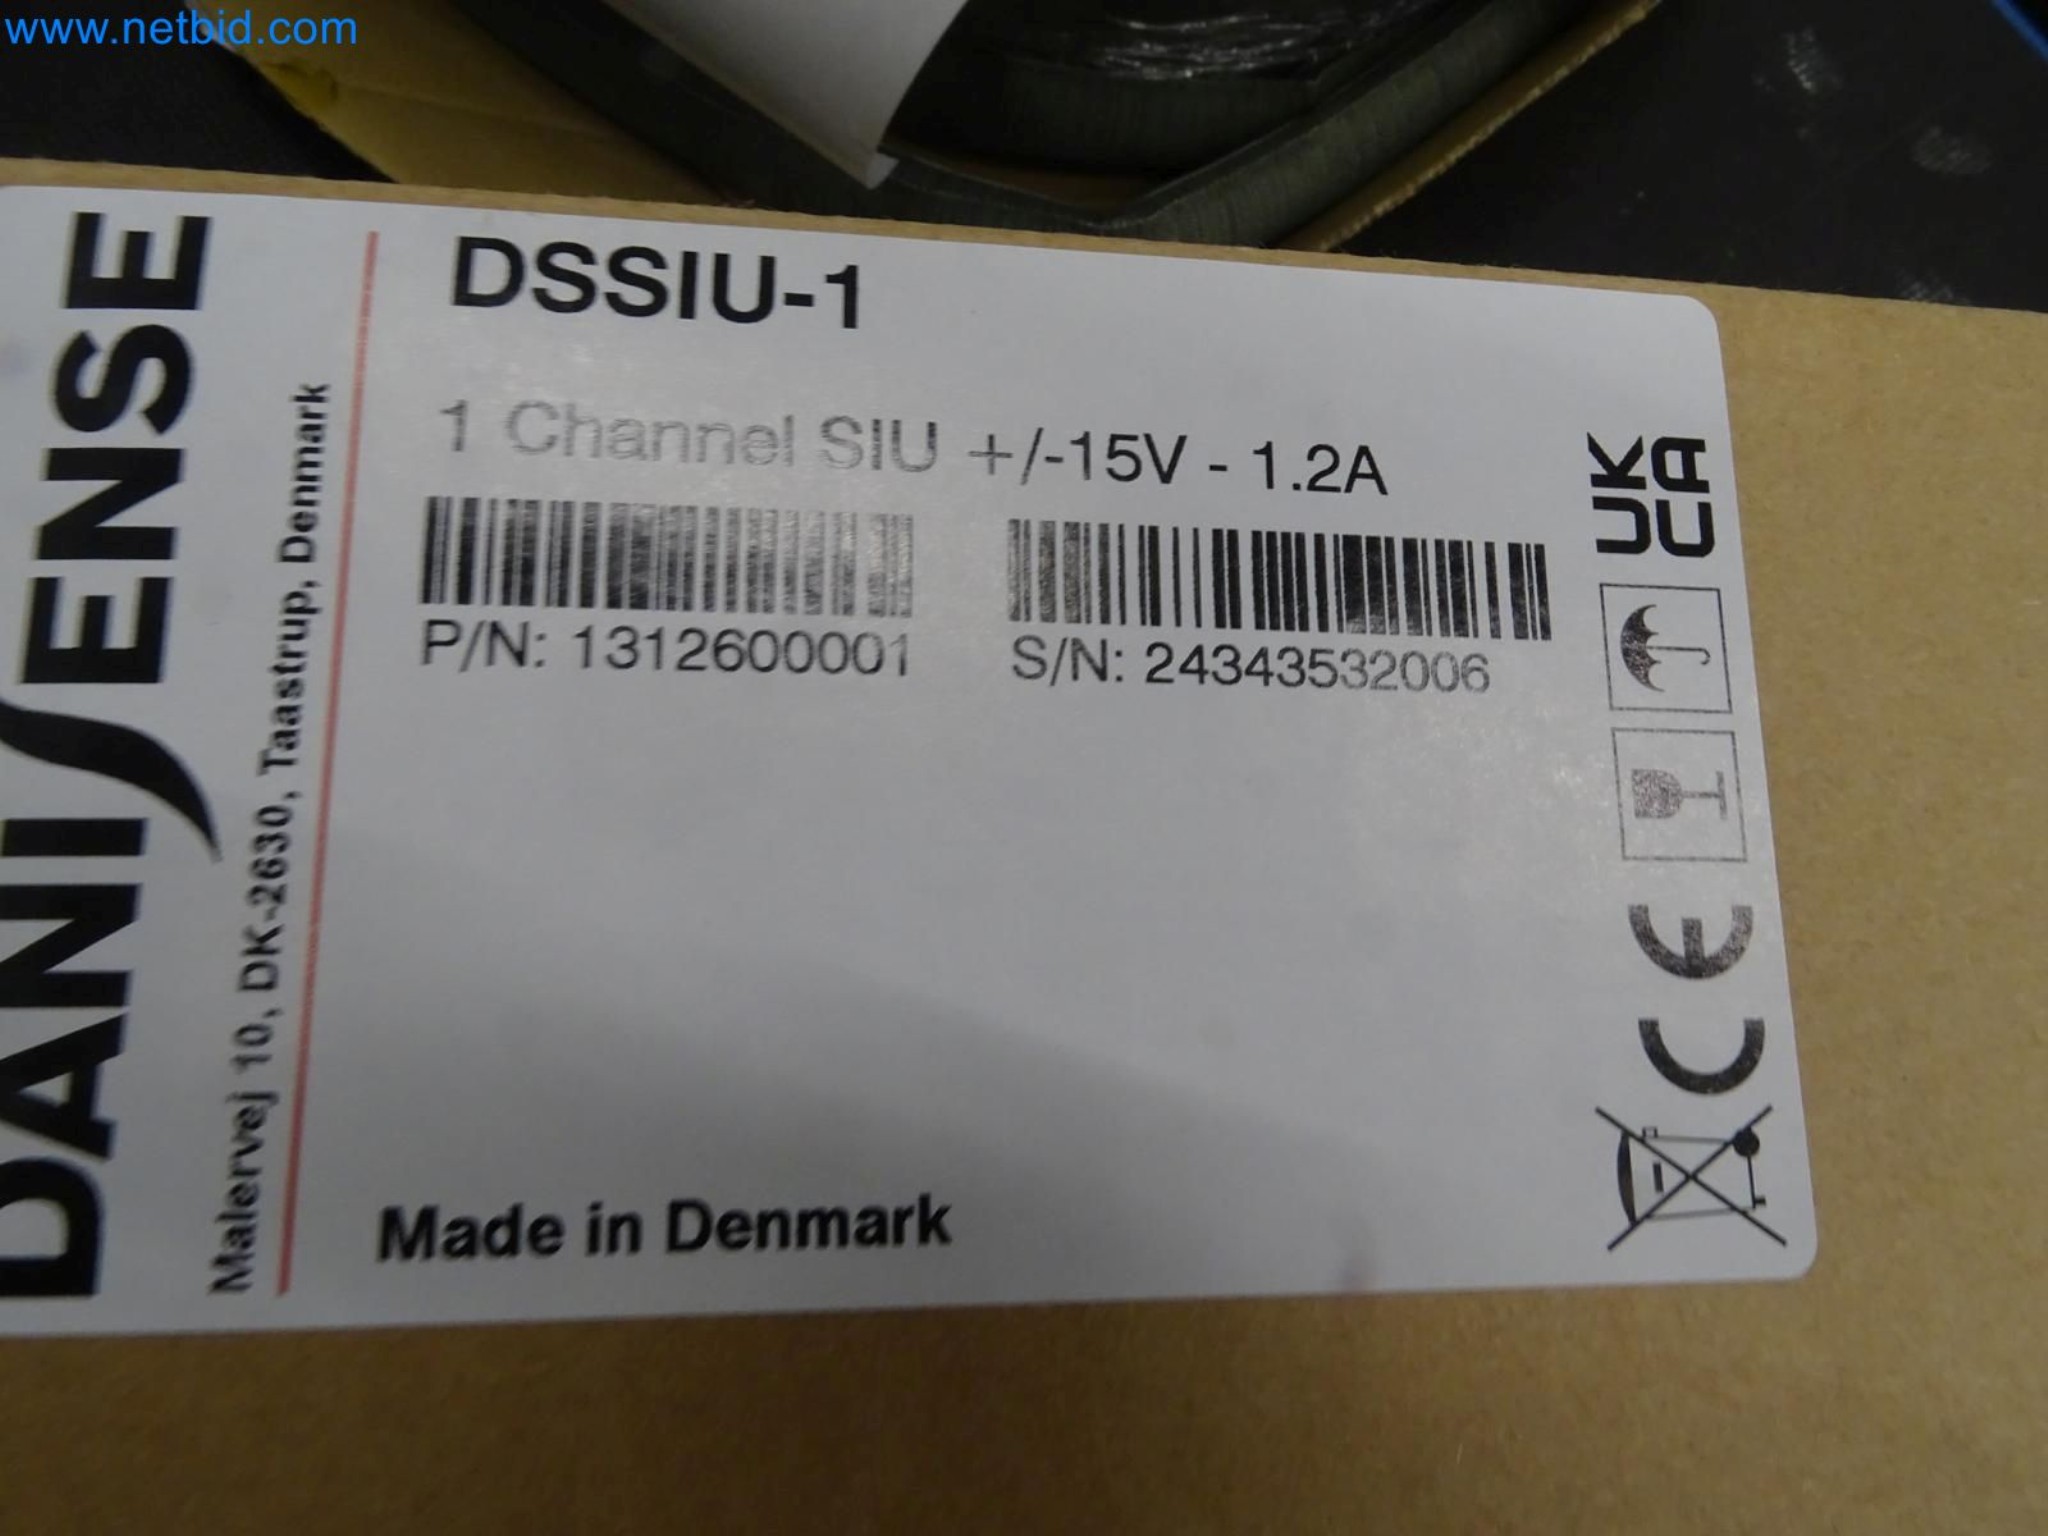 www.netbid.com
DANISENSE
Malervej 10, DK-2630, Taastrup, Denmark
DSSIU-1
1 Channel SIU +/-15V - 1.2A
P/N: 1312600001
S/N: 24343532006
UK
CA
CE
Made in Denmark